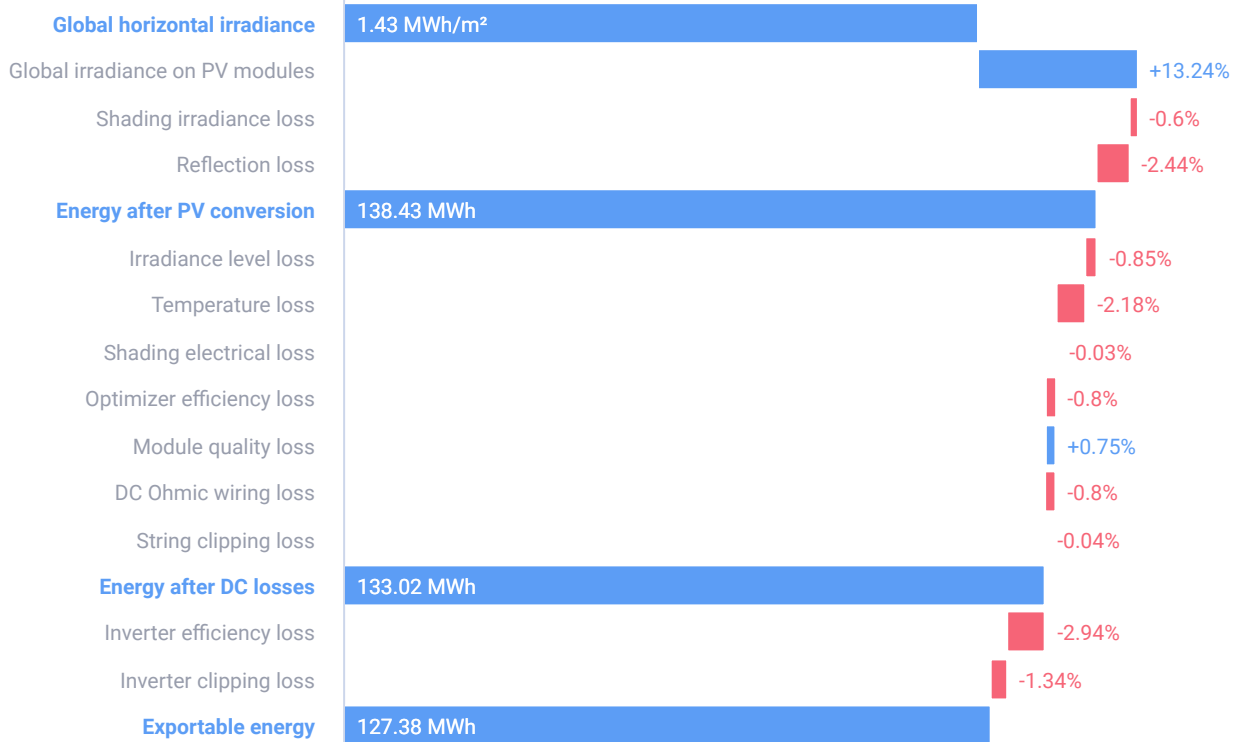 Global horizontal irradiance 1.43 MWh/m²
Global irradiance on PV modules +13.24%
Shading irradiance loss -0.6%
Reflection loss -2.44%
Energy after PV conversion 138.43 MWh
Irradiance level loss -0.85%
Temperature loss -2.18%
Shading electrical loss -0.03%
Optimizer efficiency loss -0.8%
Module quality loss +0.75%
DC Ohmic wiring loss -0.8%
String clipping loss -0.04%
Energy after DC losses 133.02 MWh
Inverter efficiency loss -2.94%
Inverter clipping loss -1.34%
Exportable energy 127.38 MWh